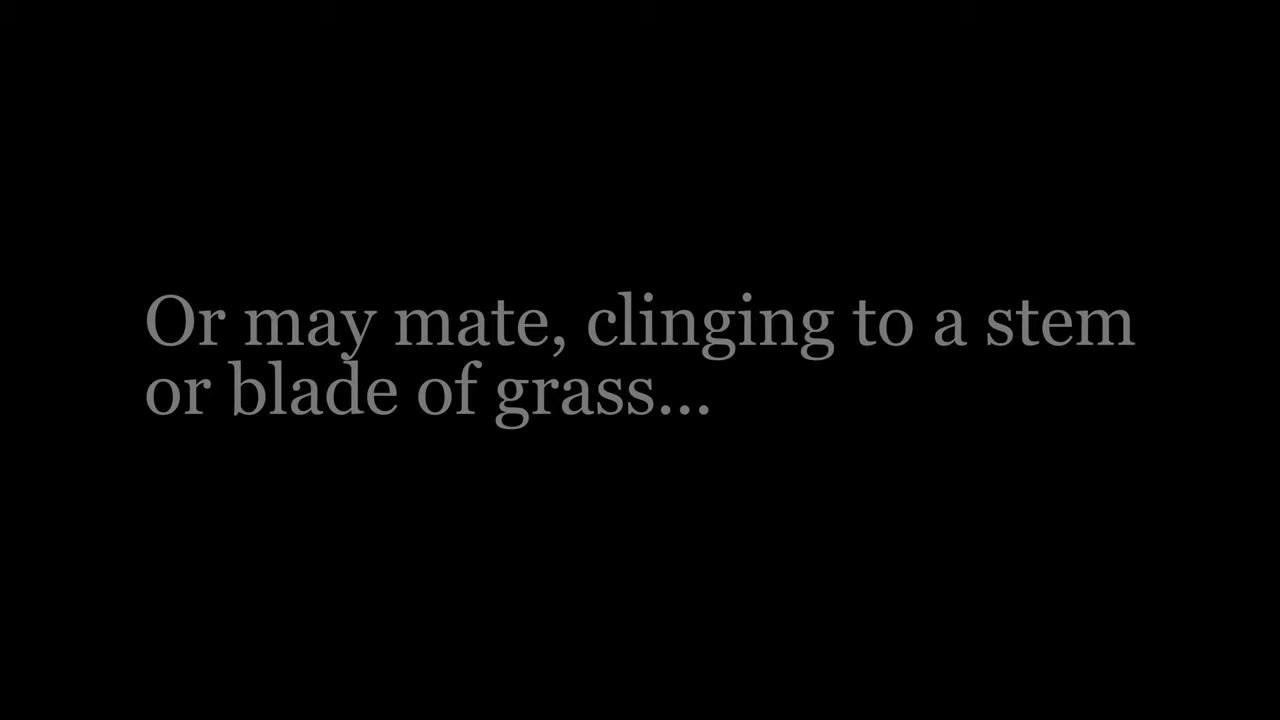 Or may mate, clinging to a stem
or blade of grass...